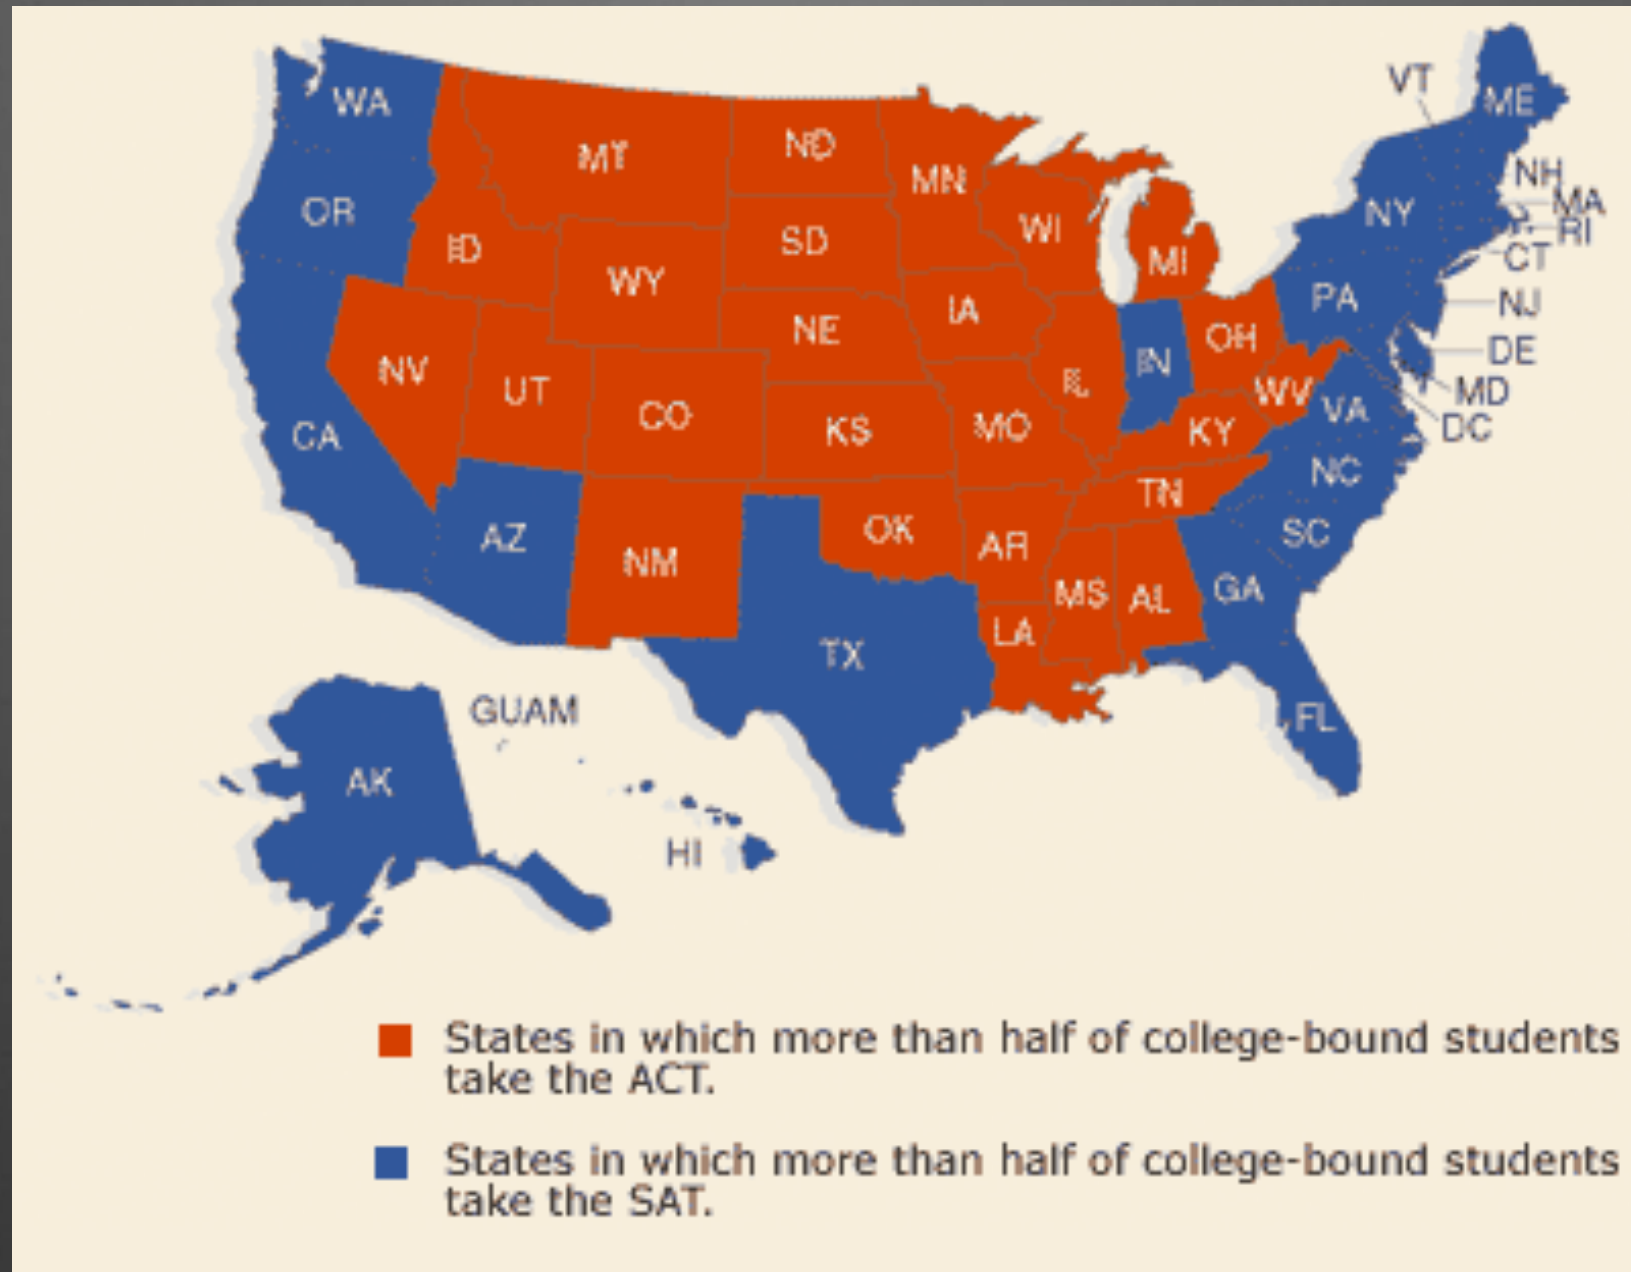 VT
ME
WA
MT
ND
MN
NH
MA
OR
NY
RI
ID
SD
WI
CT
WY
MI
PA
NJ
IA
NE
OH
DE
NV
UT
IL
IN
MD
CO
WV
VA
DC
CA
KS
MO
KY
NC
TN
AZ
OK
AR
SC
NM
MS
AL
GA
LA
TX
GUAM
FL
AK
HI
States in which more than half of college-bound students
take the ACT.
States in which more than half of college-bound students
take the SAT.